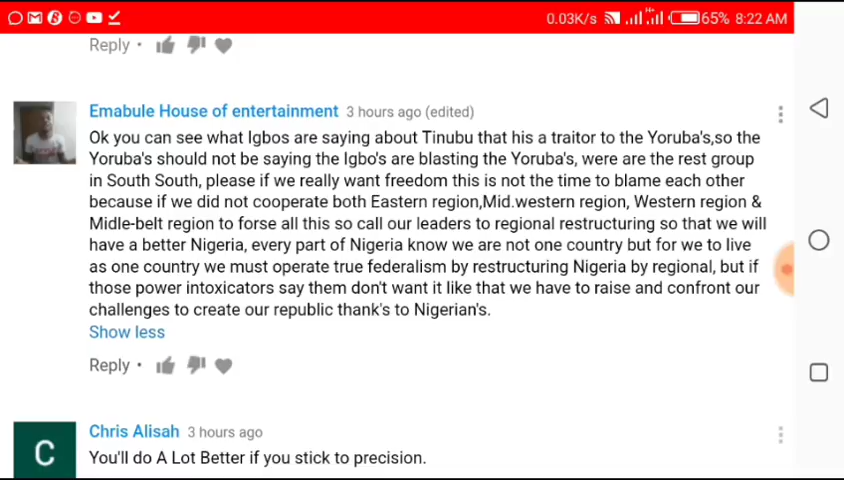 0.03K/s H+ 65% 8:22 AM
Reply •
Emabule House of entertainment 3 hours ago (edited)
Ok you can see what Igbos are saying about Tinubu that his a traitor to the Yoruba's,so the
Yoruba's should not be saying the Igbo's are blasting the Yoruba's, were are the rest group
in South South, please if we really want freedom this is not the time to blame each other
because if we did not cooperate both Eastern region,Mid.western region, Western region &
Midle-belt region to forse all this so call our leaders to regional restructuring so that we will
have a better Nigeria, every part of Nigeria know we are not one country but for we to live
as one country we must operate true federalism by restructuring Nigeria by regional, but if
those power intoxicators say them don't want it like that we have to raise and confront our
challenges to create our republic thank's to Nigerian's.
Show less
Reply •
Chris Alisah 3 hours ago
C
You'll do A Lot Better if you stick to precision.